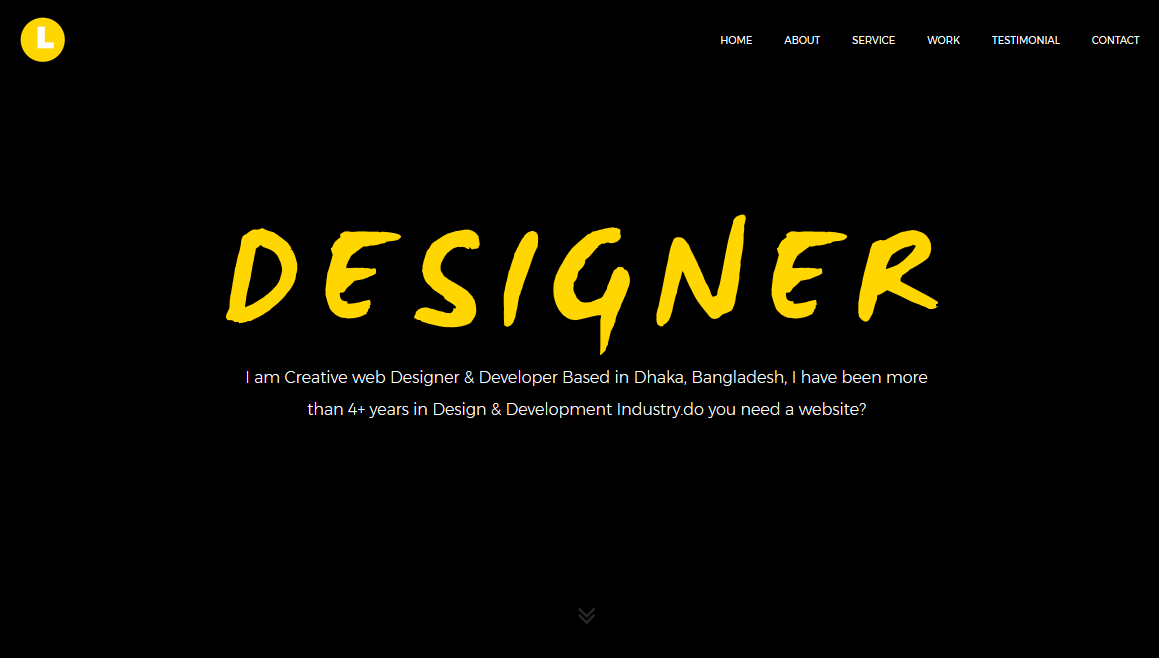 L
HOME ABOUT SERVICE WORK TESTIMONIAL CONTACT
DESIGNER
I am Creative web Designer & Developer Based in Dhaka, Bangladesh, I have been more
than 4+ years in Design & Development Industry.do you need a website?